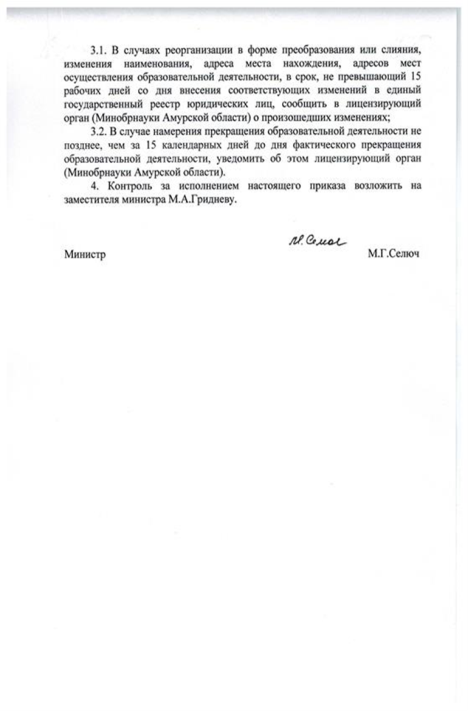 3.1. В случаях реорганизации в форме преобразования или слияния,
изменения наименования, адреса места нахождения, адресов мест
осуществления образовательной деятельности, в срок, не превышающий 15
рабочих дней со дня внесения соответствующих изменений в единый
государственный реестр юридических лиц, сообщить в лицензирующий
орган (Минобрнауки Амурской области) о произошедших изменениях;
3.2. В случае намерения прекращения образовательной деятельности не
позднее, чем за 15 календарных дней до дня фактического прекращения
образовательной деятельности, уведомить об этом лицензирующий орган
(Минобрнауки Амурской области).
4. Контроль за исполнением настоящего приказа возложить на
заместителя министра М.А.Гридневу.
Министр
М.Г.Селюч